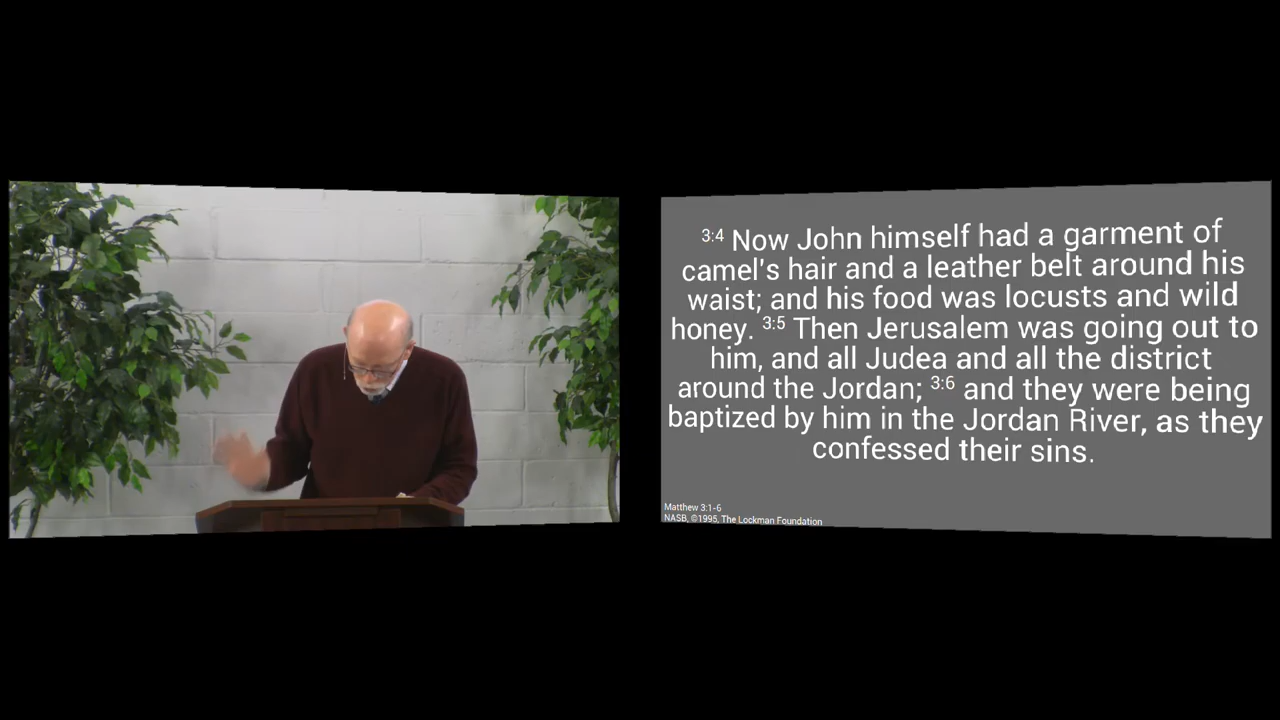 3:4 Now John himself had a garment of
camel's hair and a leather belt around his
waist; and his food was locusts and wild
honey. 3:5 Then Jerusalem was going out to
him, and all Judea and all the district
around the Jordan; 3:6 and they were being
baptized by him in the Jordan River, as they
confessed their sins.
Matthew 3:1-6
NASB, ©1995, The Lockman Foundation